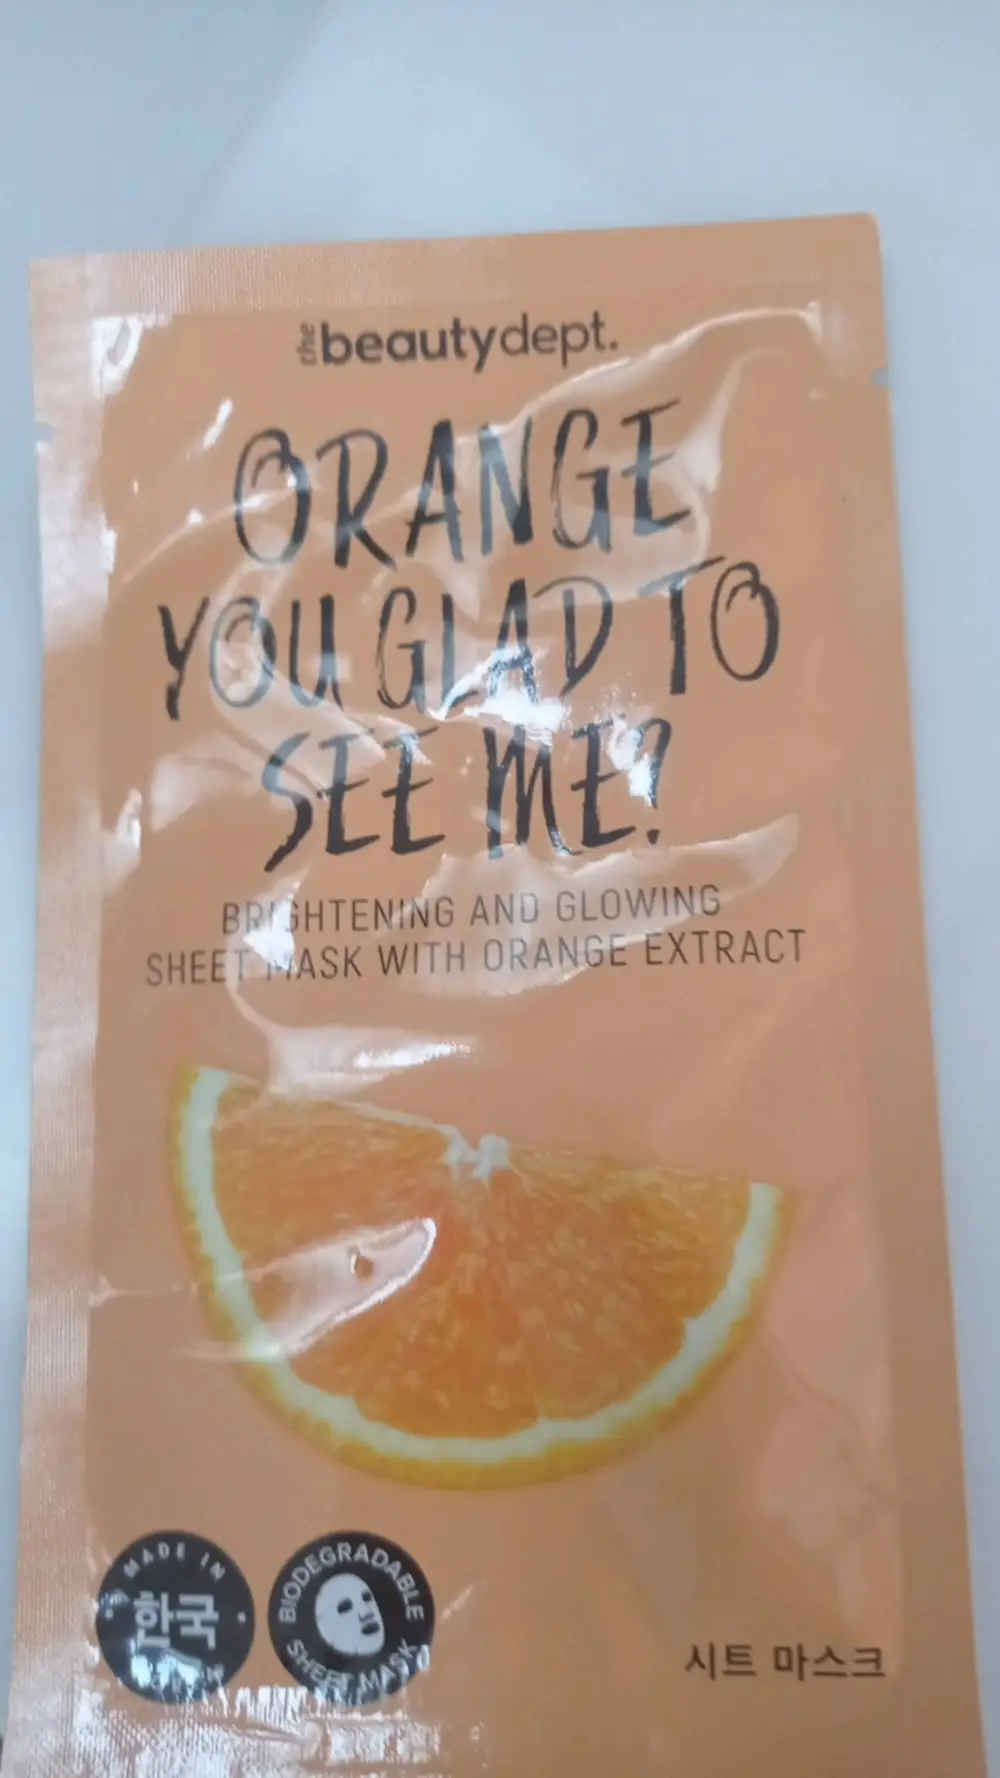 the beautydept.
ORANGE
YOU GLAD TO
SEE ME?
BRIGHTENING AND GLOWING
SHEET MASK WITH ORANGE EXTRACT
MADE IN
한국
BIODEGRADABLE
SHEET MASK
시트 마스크